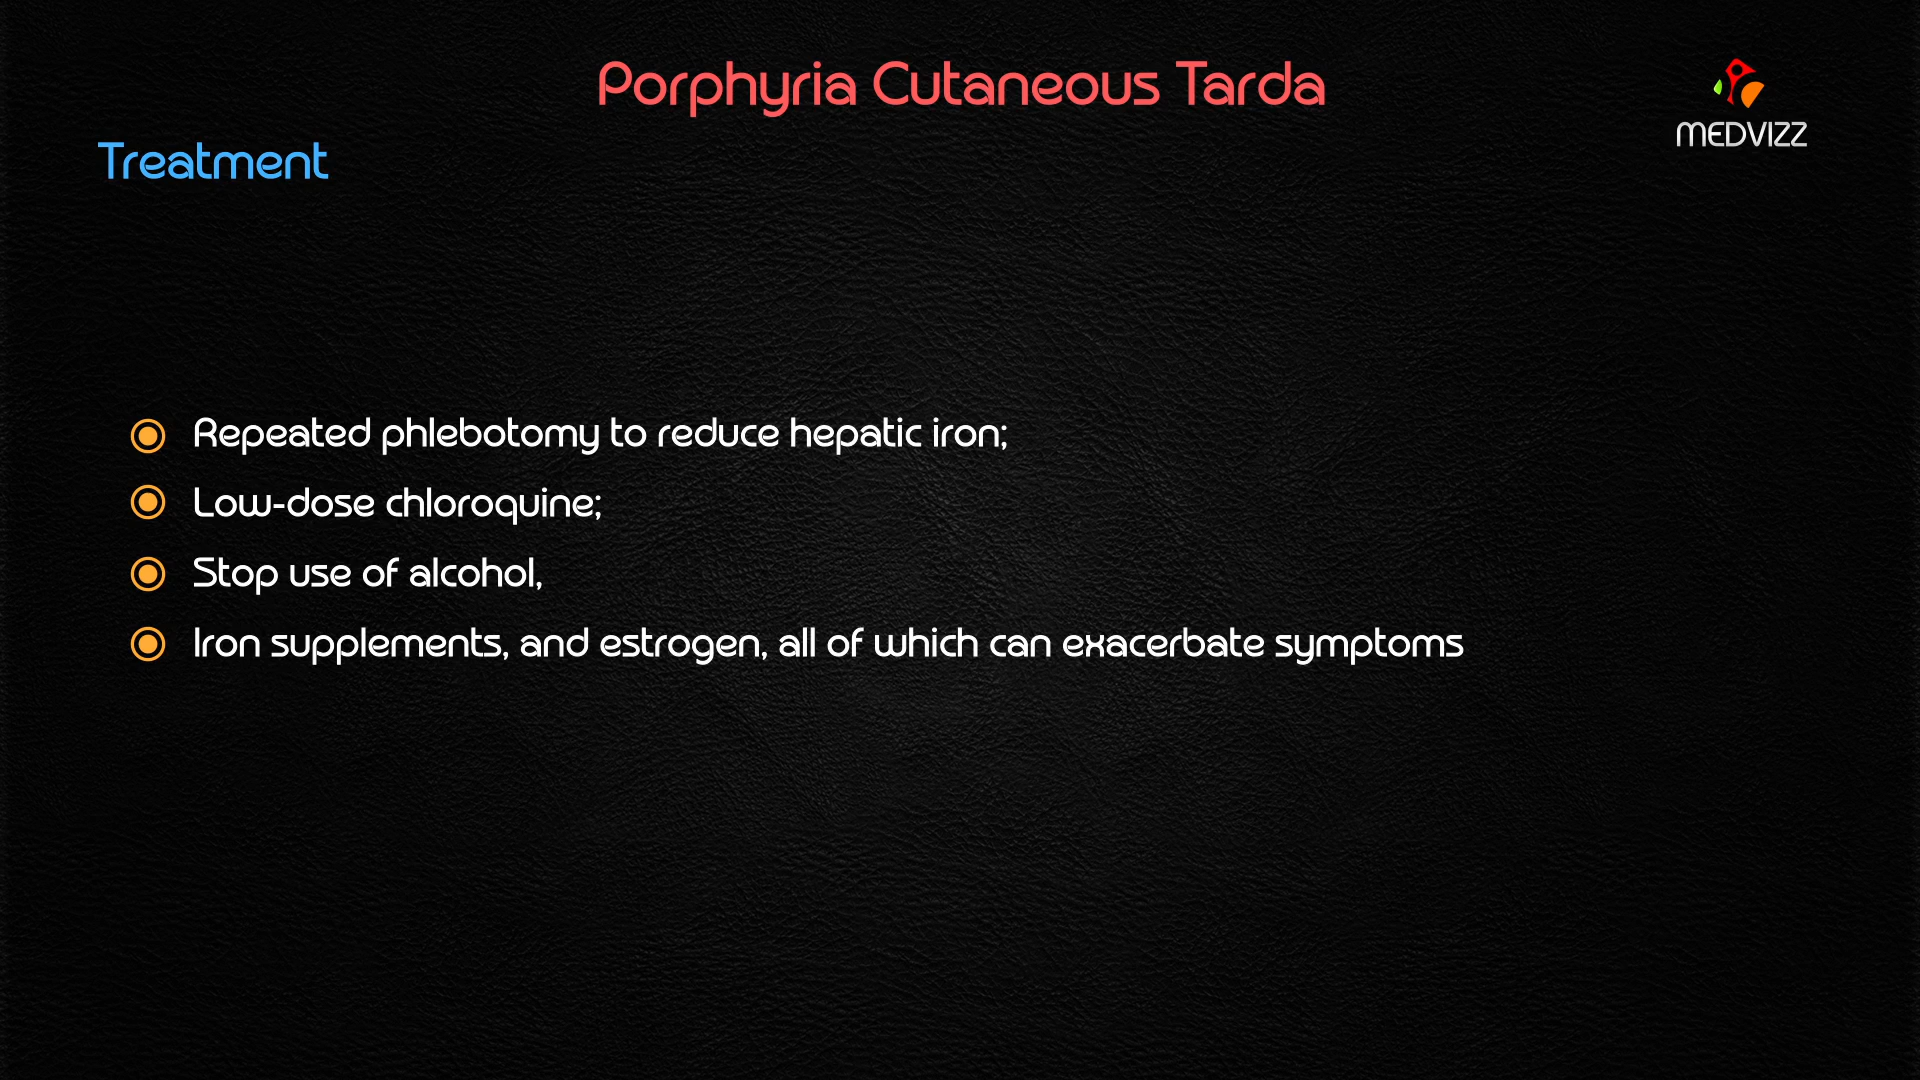 Porphyria Cutaneous Tarda
MEDVIZZ
Treatment
Repeated phlebotomy to reduce hepatic iron;
Low-dose chloroquine;
Stop use of alcohol,
Iron supplements, and estrogen, all of which can exacerbate symptoms